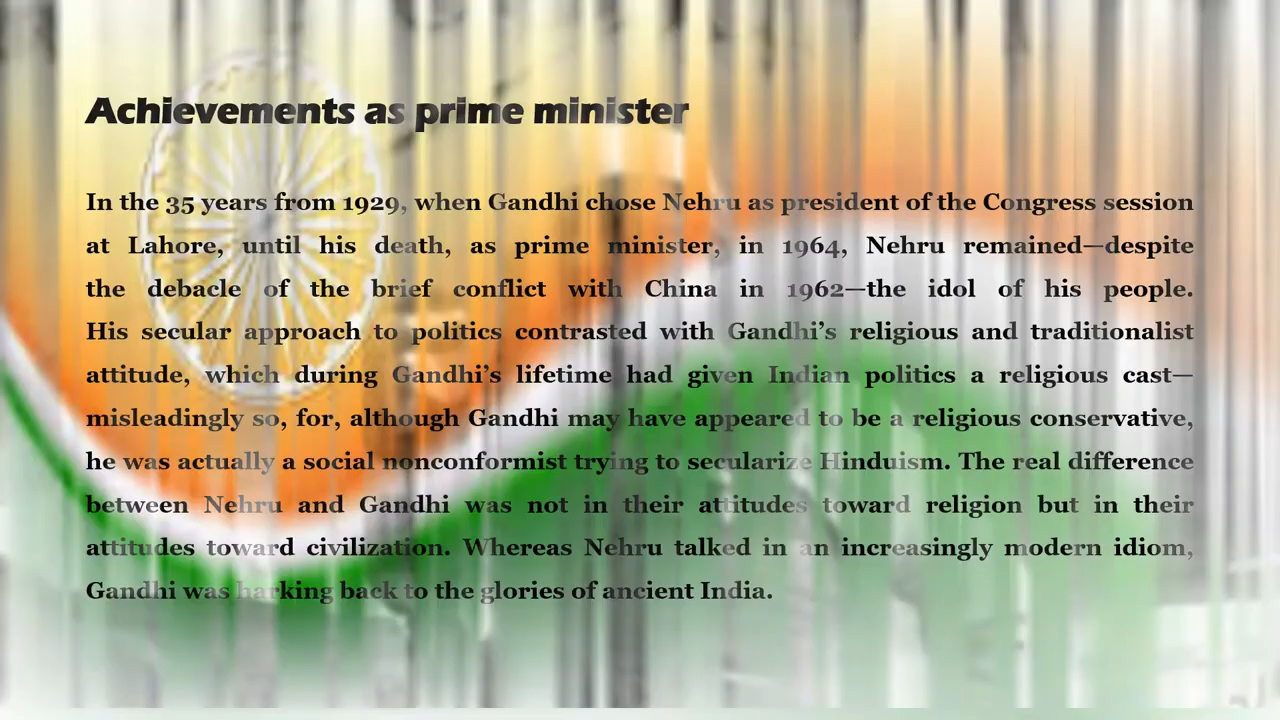 Achievements as prime minister
In the 35 years from 1929, when Gandhi chose Nehru as president of the Congress session
at Lahore, until his death, as prime minister, in 1964, Nehru remained—despite
the debacle of the brief conflict with China in 1962—the idol of his people.
His secular approach to politics contrasted with Gandhi’s religious and traditionalist
attitude, which during Gandhi’s lifetime had given Indian politics a religious cast—
misleadingly so, for, although Gandhi may have appeared to be a religious conservative,
he was actually a social nonconformist trying to secularize Hinduism. The real difference
between Nehru and Gandhi was not in their attitudes toward religion but in their
attitudes toward civilization. Whereas Nehru talked in an increasingly modern idiom,
Gandhi was harking back to the glories of ancient India.